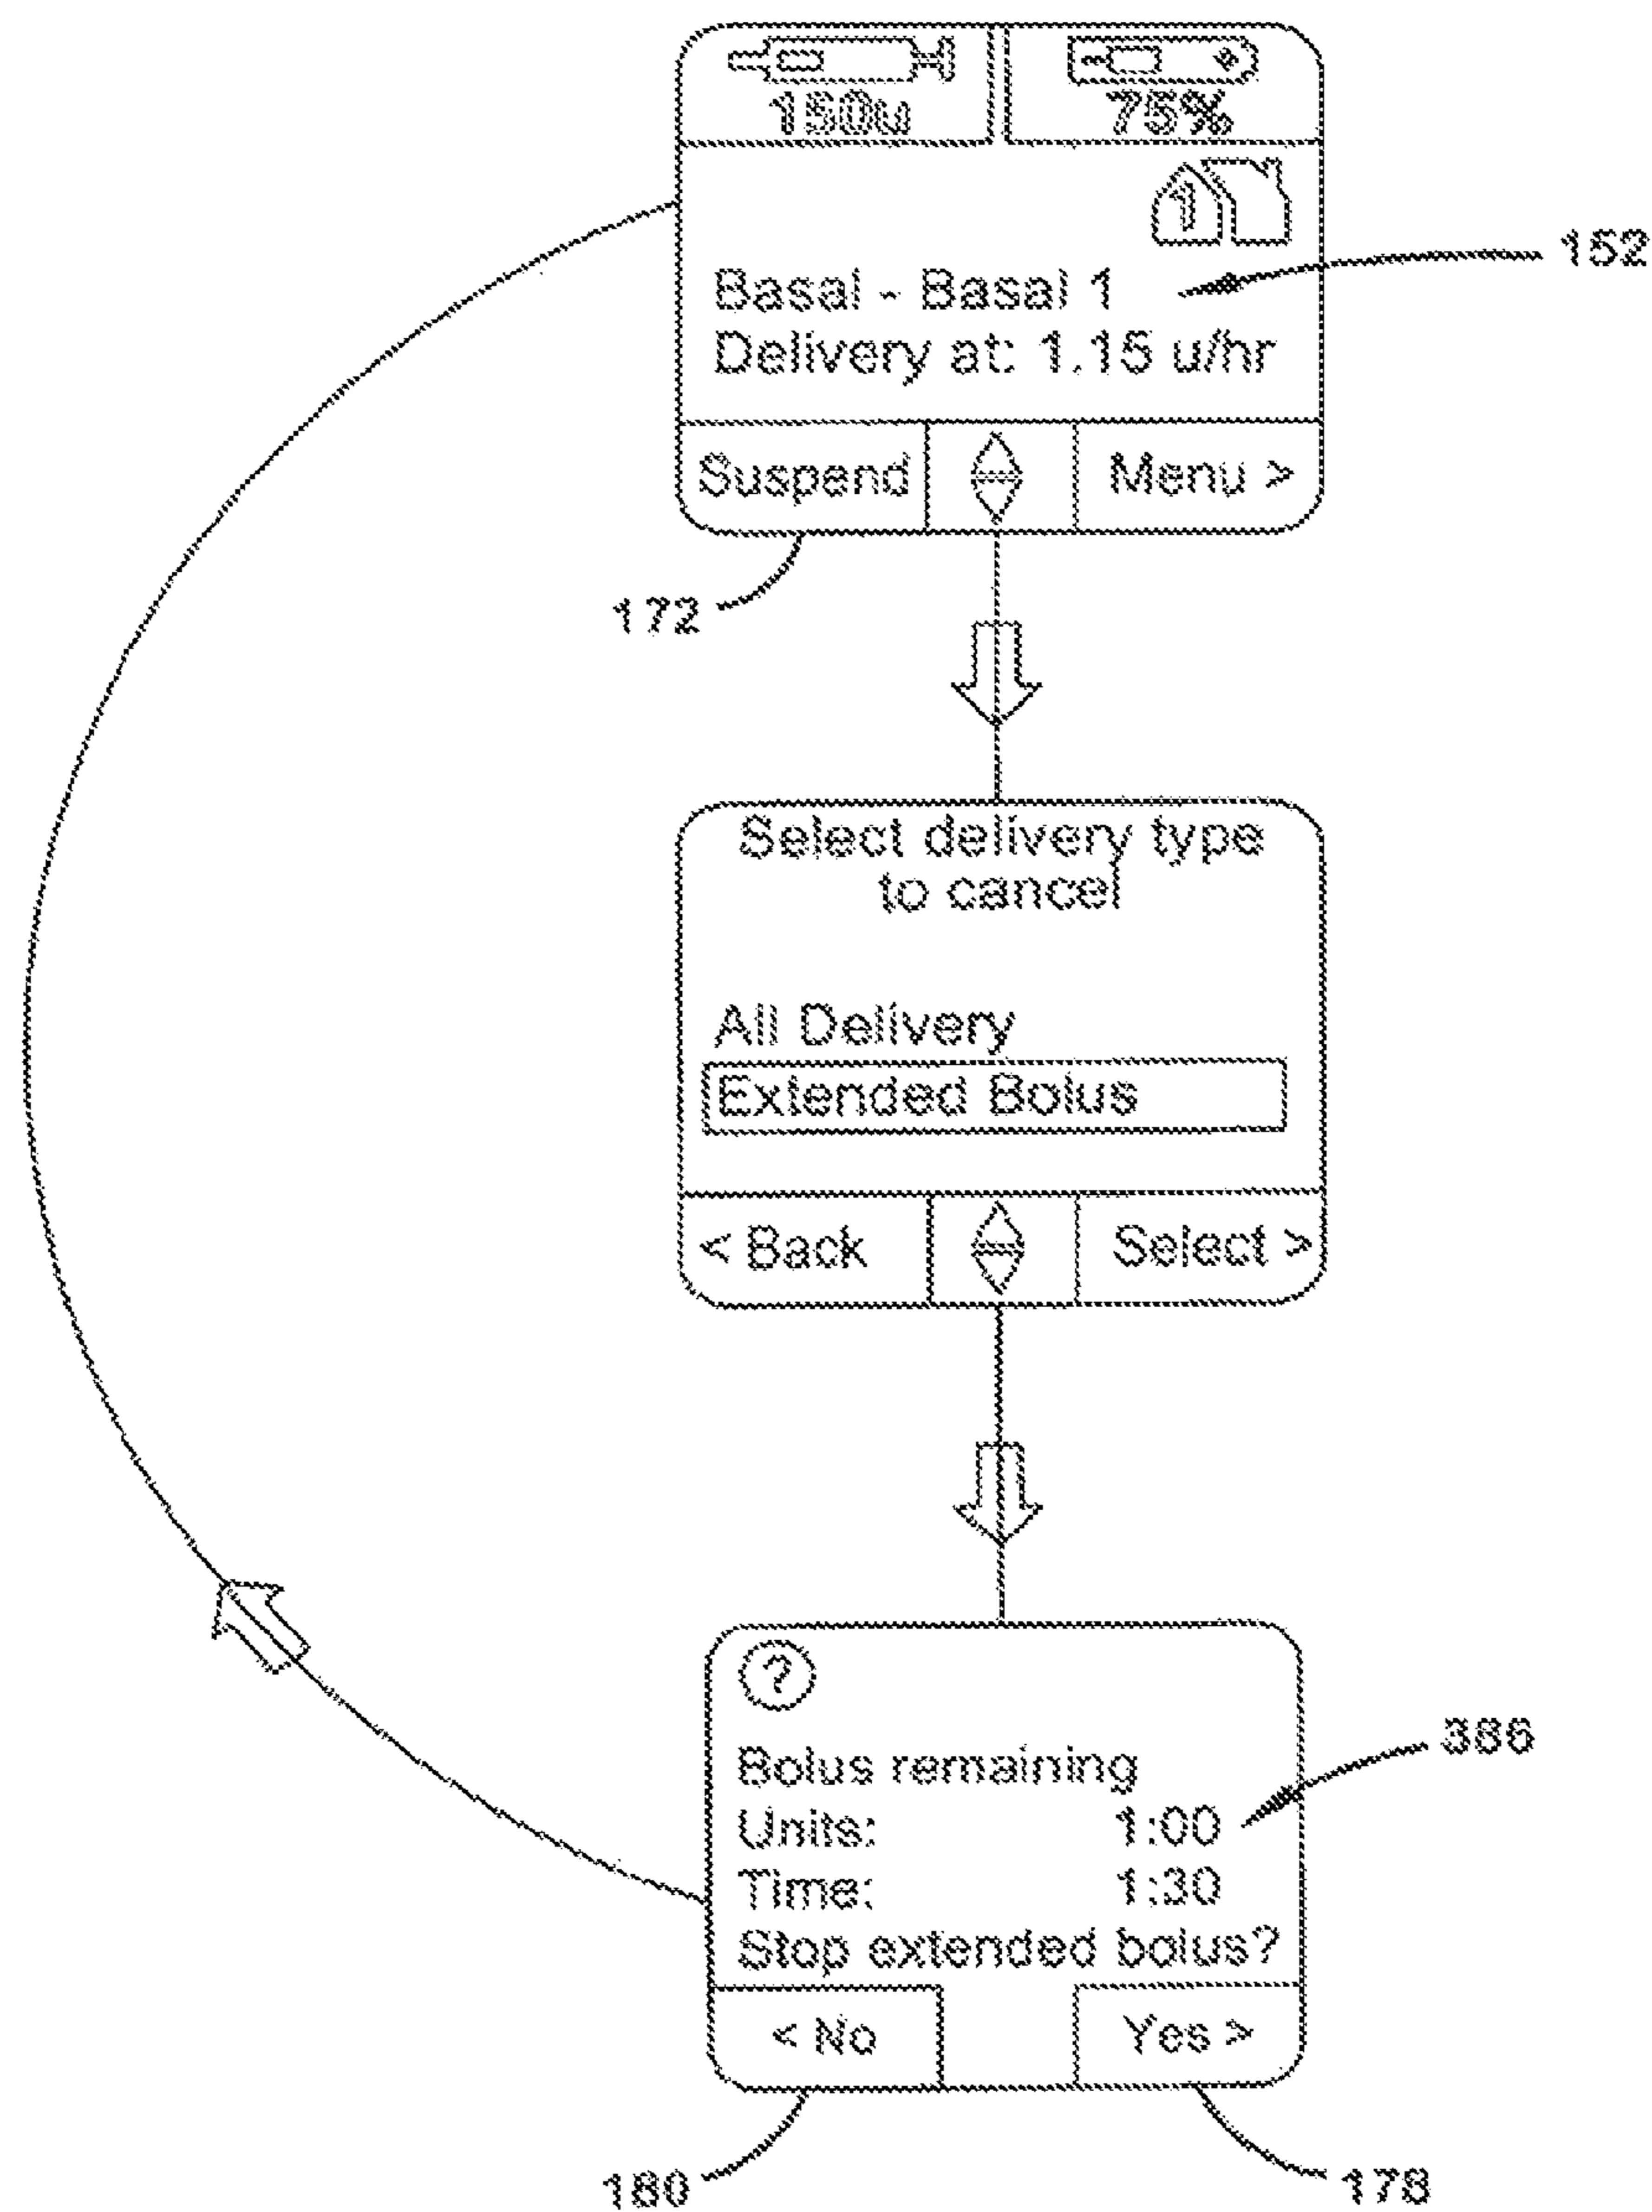 150u 75%
1
152
Basal - Basal 1
Delivery at: 1.15 u/hr
Suspend Menu >
172
Select delivery type
to cancel
All Delivery
Extended Bolus
< Back Select >
?
Bolus remaining
386
Units: 1:00
Time: 1:30
Stop extended bolus?
< No Yes >
180 178